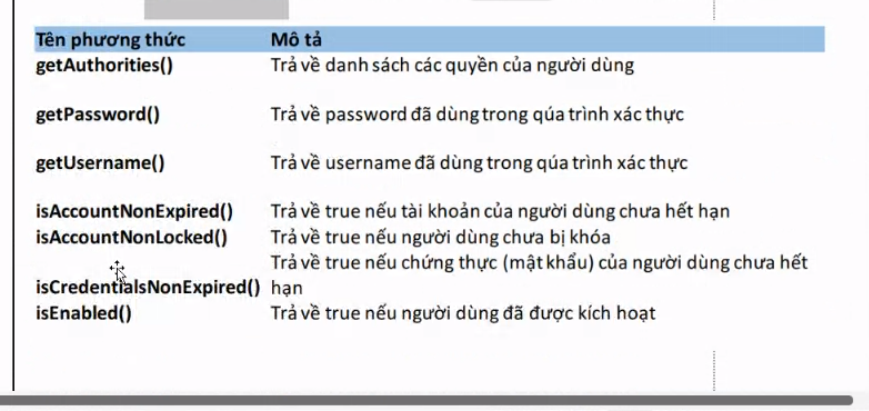 Tên phương thức Mô tả
getAuthorities() Trả về danh sách các quyền của người dùng
getPassword() Trả về password đã dùng trong qúa trình xác thực
getUsername() Trả về username đã dùng trong qúa trình xác thực
isAccountNonExpired() Trả về true nếu tài khoản của người dùng chưa hết hạn
isAccountNonLocked() Trả về true nếu người dùng chưa bị khóa
Trả về true nếu chứng thực (mật khẩu) của người dùng chưa hết
isCredentialsNonExpired() hạn
isEnabled() Trả về true nếu người dùng đã được kích hoạt